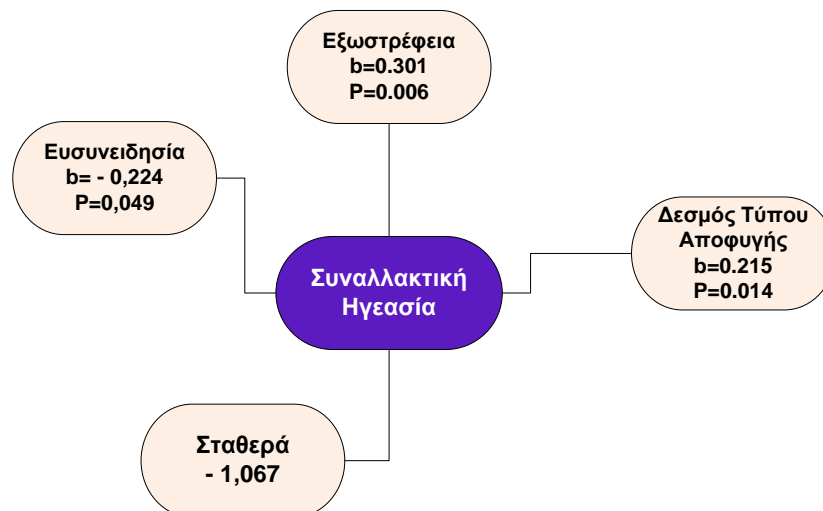 Εξωστρέφεια
b=0.301
P=0.006
Ευσυνειδησία
b= - 0,224
P=0,049
Δεσμός Τύπου
Αποφυγής
b=0.215
P=0.014
Συναλλακτική
Ηγεασία
Σταθερά
- 1,067